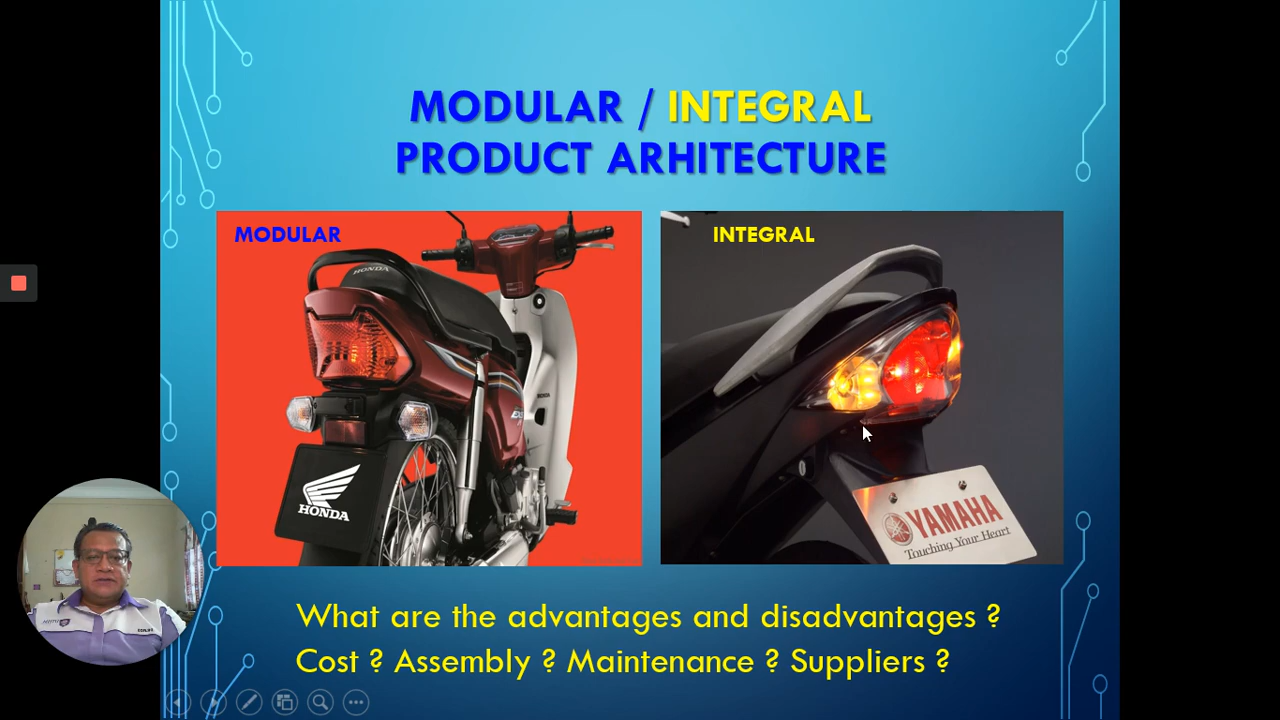 MODULAR / INTEGRAL
PRODUCT ARHITECTURE
MODULAR
INTEGRAL
HONDA
HONDA
YAMAHA
Touching Your Heart
What are the advantages and disadvantages ?
Cost ? Assembly ? Maintenance ? Suppliers ?